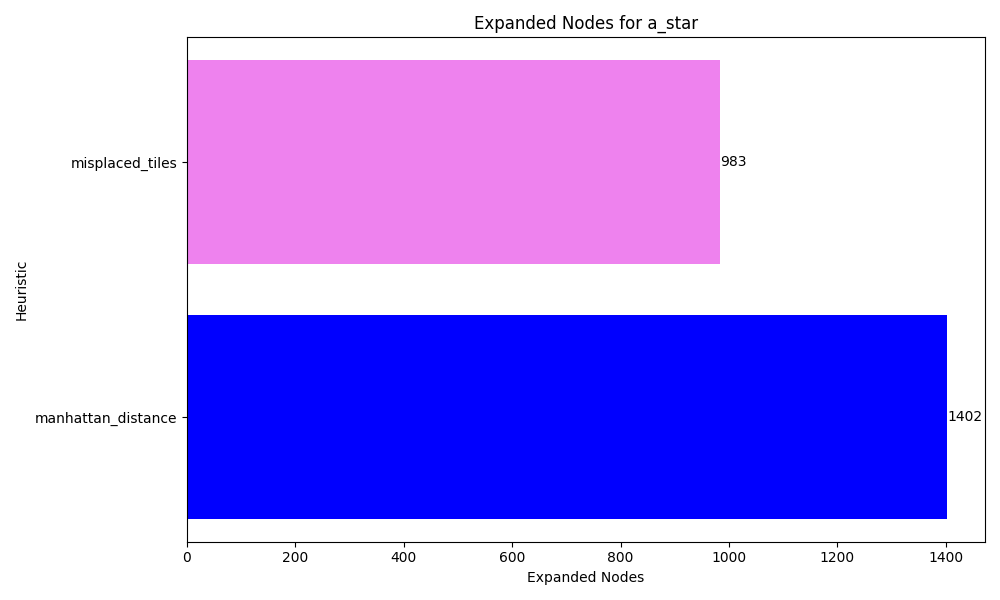 Expanded Nodes for a_star
misplaced_tiles
983
Heuristic
manhattan_distance
1402
0 200 400 600 800 1000 1200 1400
Expanded Nodes